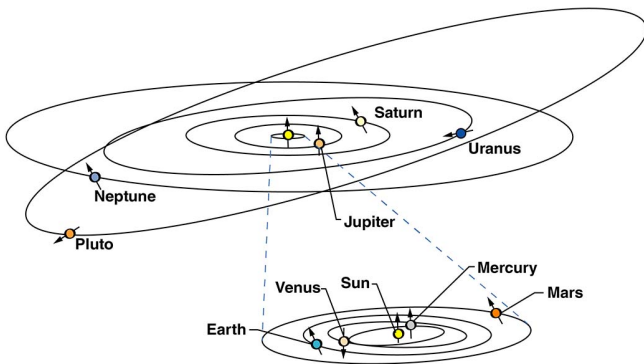 Saturn
Uranus
Neptune
Jupiter
Pluto
Mercury
Sun
Venus
Mars
Earth